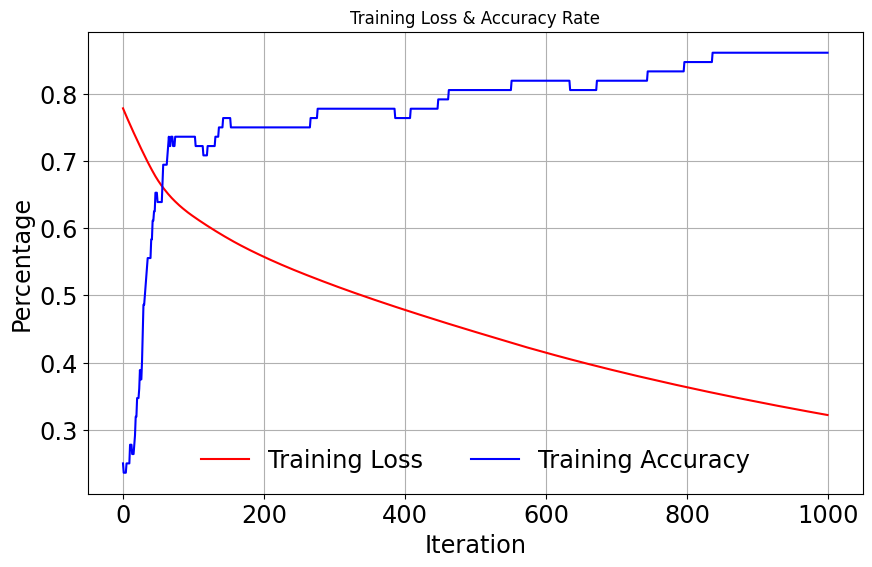 Training Loss & Accuracy Rate
0.8
0.7
0.6
0.5
0.4
0.3
Percentage
Training Loss
Training Accuracy
0 200 400 600 800 1000
Iteration